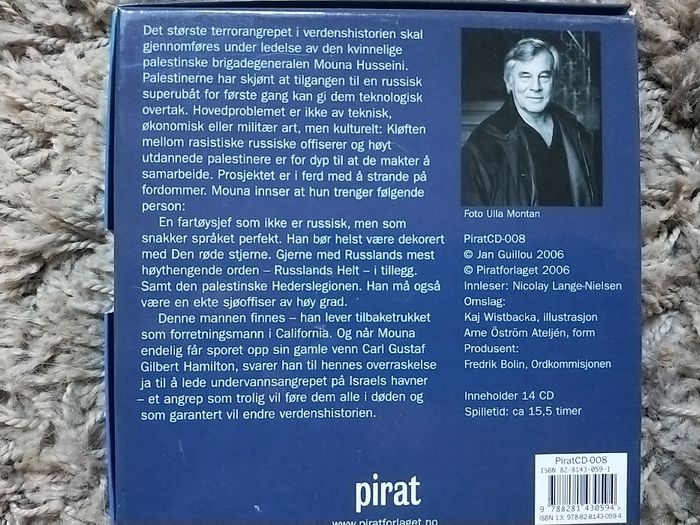 Det største terrorangrepet i verdenshistorien skal
gjennomføres under ledelse av den kvinnelige
palestinske brigadegeneralen Mouna Husseini.
Palestinerne har skjønt at tilgangen til en russisk
superubåt for første gang kan gi dem teknologisk
overtak. Hovedproblemet er ikke av teknisk,
økonomisk eller militær art, men kulturelt: Kløften
mellom rasistiske russiske offiserer og høyt
utdannede palestinere er for dyp til at de makter å
samarbeide. Prosjektet er i ferd med å strande på
fordommer. Mouna innser at hun trenger følgende
person:
En fartøysjef som ikke er russisk, men som
snakker språket perfekt. Han bør helst være dekorert
med Den røde stjerne. Gjerne med Russlands mest
høythengende orden – Russlands Helt – i tillegg.
Samt den palestinske Hederslegionen. Han må også
være en ekte sjøoffiser av høy grad.
Denne mannen finnes – han lever tilbaketrukket
som forretningsmann i California. Og når Mouna
endelig får sporet opp sin gamle venn Carl Gustaf
Gilbert Hamilton, svarer han til hennes overraskelse
ja til å lede undervannsangrepet på Israels havner
– et angrep som trolig vil føre dem alle i døden og
som garantert vil endre verdenshistorien.
Foto Ulla Montan
PiratCD-008
© Jan Guillou 2006
© Piratforlaget 2006
Innleser: Nicolay Lange-Nielsen
Omslag:
Kaj Wistbacka, illustrasjon
Arne Öström Ateljén, form
Produsent:
Fredrik Bolin, Ordkommisjonen
Inneholder 14 CD
Spilletid: ca 15,5 timer
pirat
www.piratforlaget.no
PiratCD-008
ISBN 82-8143-059-1
9 788281 430594
ISBN 13: 978-82-8143-059-4